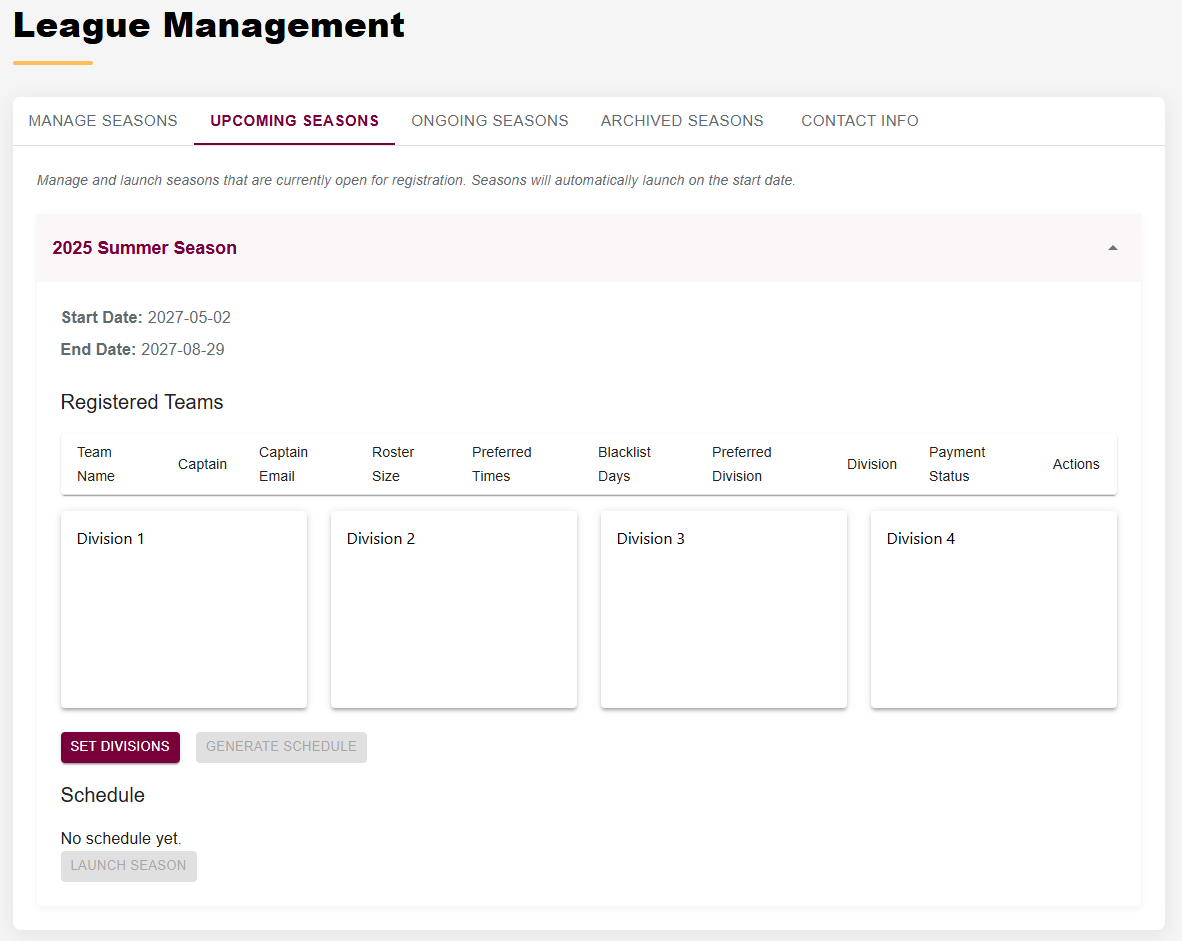 League Management
MANAGE SEASONS UPCOMING SEASONS ONGOING SEASONS ARCHIVED SEASONS CONTACT INFO
Manage and launch seasons that are currently open for registration. Seasons will automatically launch on the start date.
2025 Summer Season
Start Date: 2027-05-02
End Date: 2027-08-29
Registered Teams
Team Name Captain Captain Email Roster Size Preferred Times Blacklist Days Preferred Division Division Payment Status Actions
Division 1 Division 2 Division 3 Division 4
SET DIVISIONS GENERATE SCHEDULE
Schedule
No schedule yet.
LAUNCH SEASON